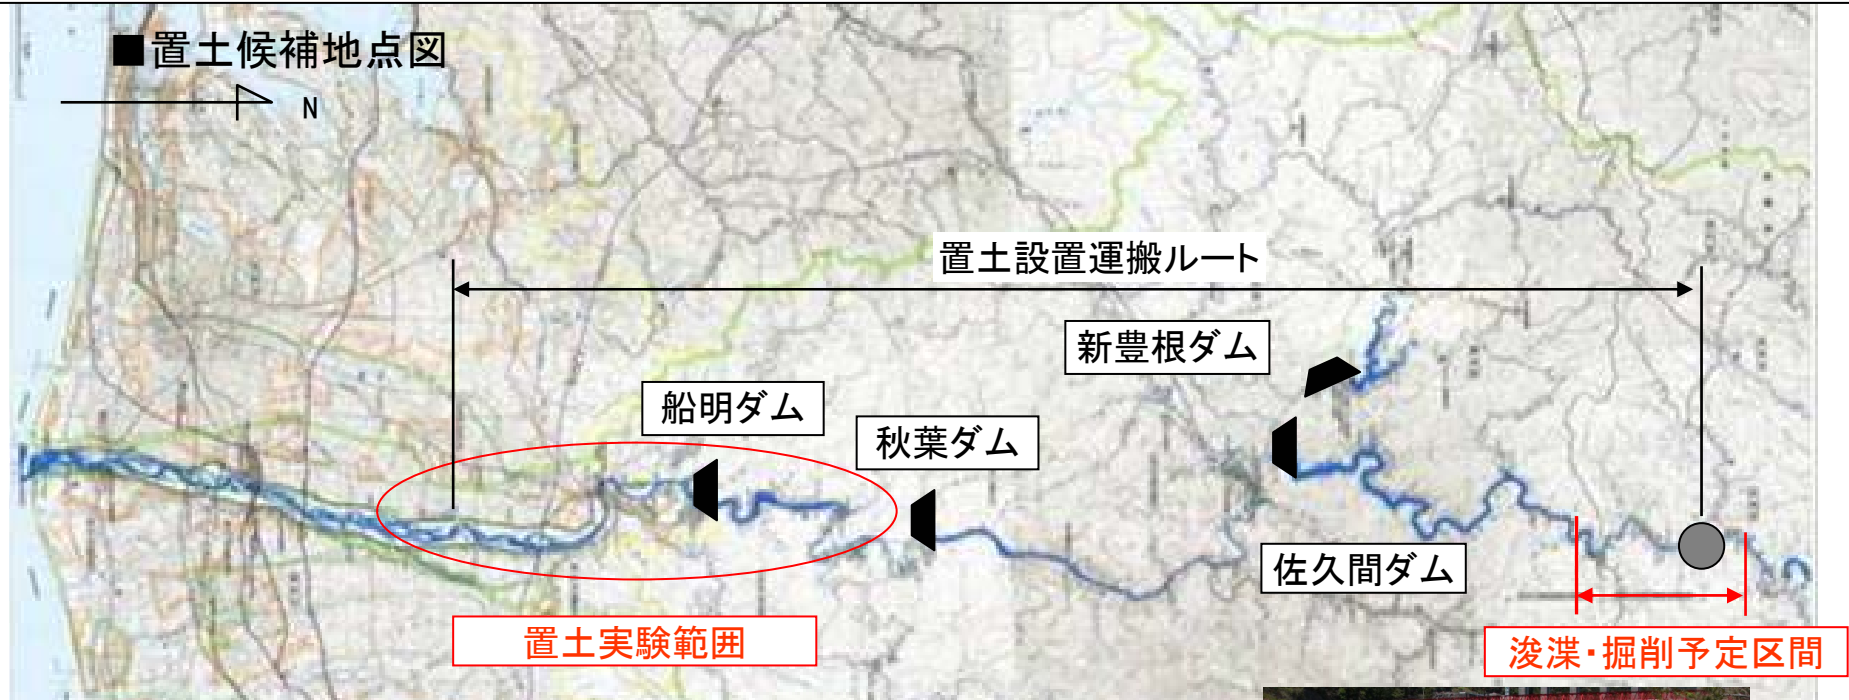 ■置土候補地点図
N
置土設置運搬ルート
新豊根ダム
船明ダム
秋葉ダム
佐久間ダム
置土実験範囲
浚渫・掘削予定区間